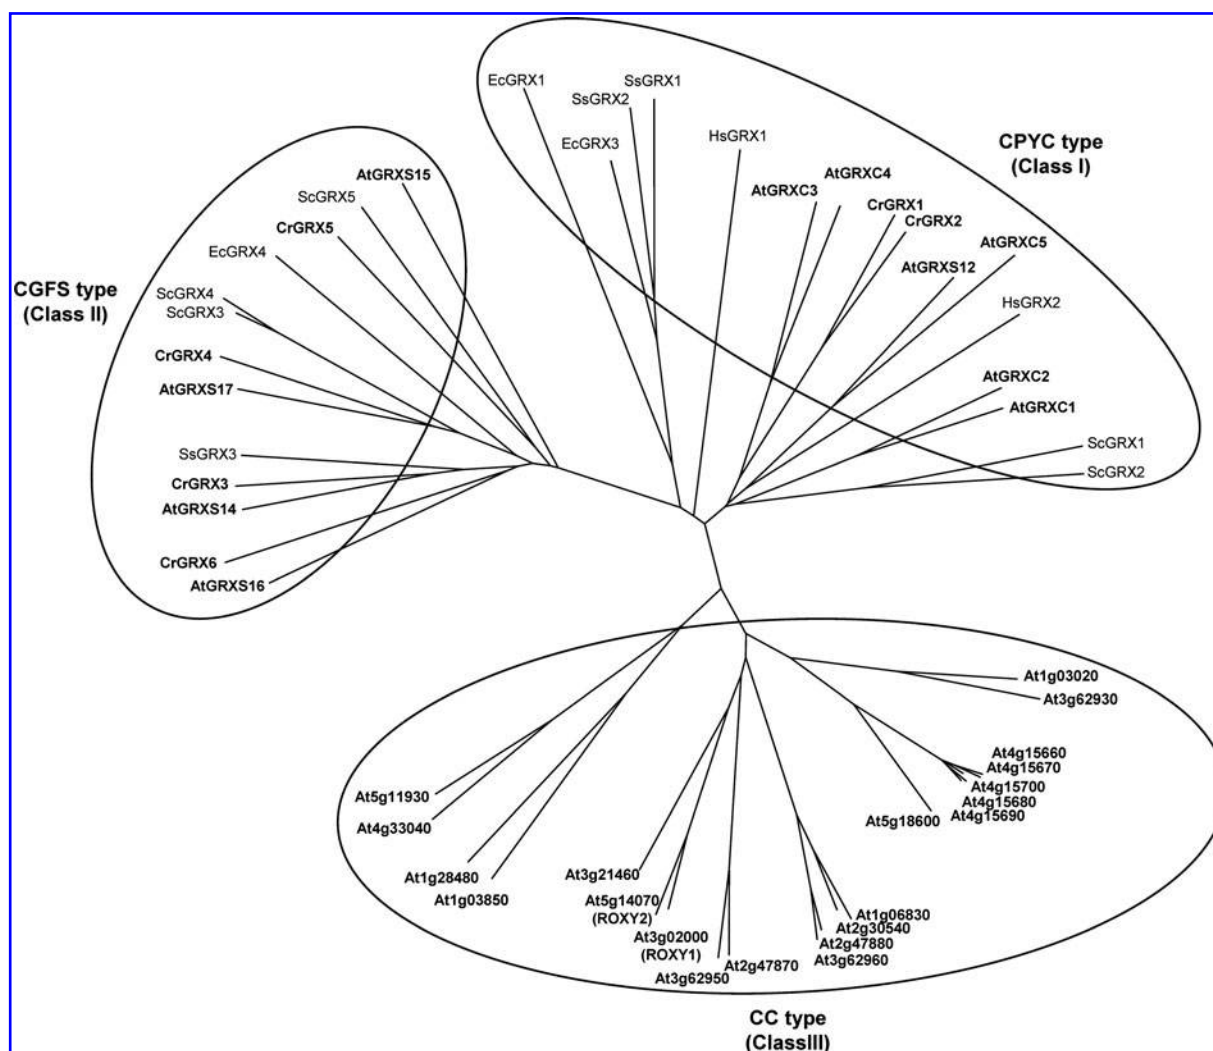 EcGRX1
SsGRX1
SsGRX2
EcGRX3
HsGRX1
CPYC type
(Class I)
AtGRXC4
AtGRXC3
CrGRX1
CrGRX2
AtGRXC5
AtGRXS12
HsGRX2
AtGRXC2
AtGRXC1
ScGRX1
ScGRX2
AtGRXS15
ScGRX5
CrGRX5
EcGRX4
CGFS type
(Class II)
ScGRX4
ScGRX3
CrGRX4
AtGRXS17
SsGRX3
CrGRX3
AtGRXS14
CrGRX6
AtGRXS16
At1g03020
At3g62930
At4g15660
At4g15670
At4g15700
At4g15680
At4g15690
At5g18600
At5g11930
At4g33040
At1g28480
At1g03850
At3g21460
At5g14070
(ROXY2)
At3g02000
(ROXY1)
At3g62950
At2g47870
At1g06830
At2g30540
At2g47880
At3g62960
CC type
(ClassIII)